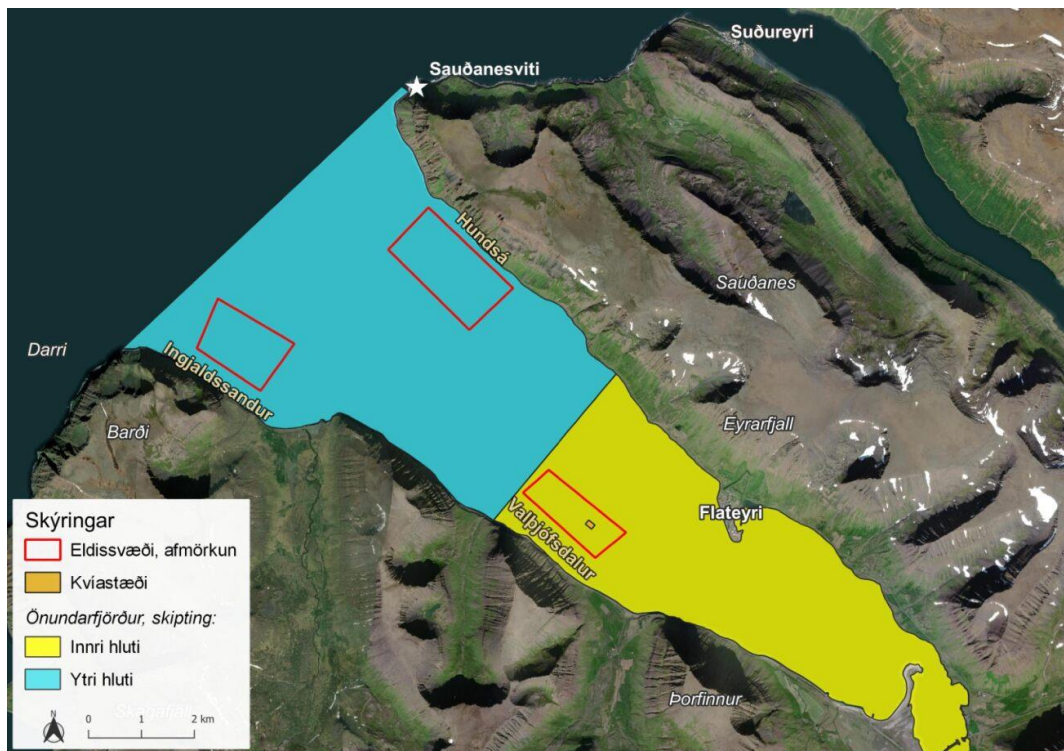 Suðureyri
Sauðanesviti
Hundsá
Sauðanes
Darri
Ingjaldssandur
Barði
Eyrarfjall
Valþjófsdalur
Flateyri
Þorfinnur
Skýringar
Eldissvæði, afmörkun
Kvíastæði
Önundarfjörður, skipting:
Innri hluti
Ytri hluti
N
0 1 2 km